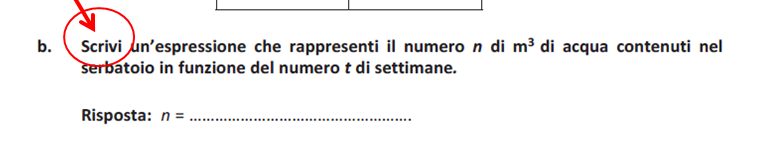 b. Scrivi un'espressione che rappresenti il numero n di m³ di acqua contenuti nel
serbatoio in funzione del numero t di settimane.
Risposta: n = ........................................................